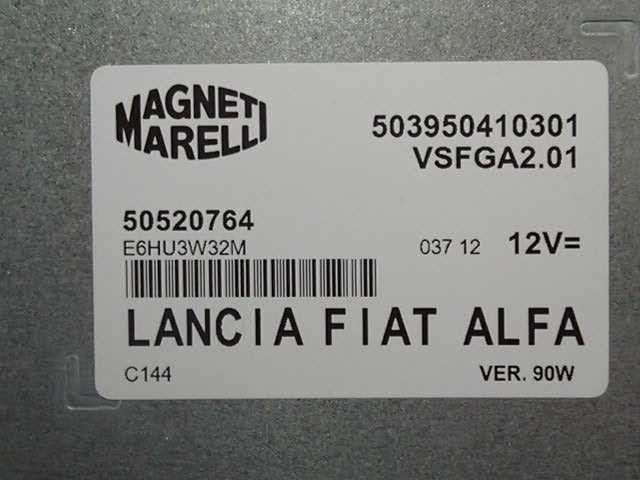 MAGNETI
MARELLI
503950410301
VSFGA2.01
50520764
E6HU3W32M
037 12
12V=
LANCIA FIAT ALFA
C144
VER. 90W